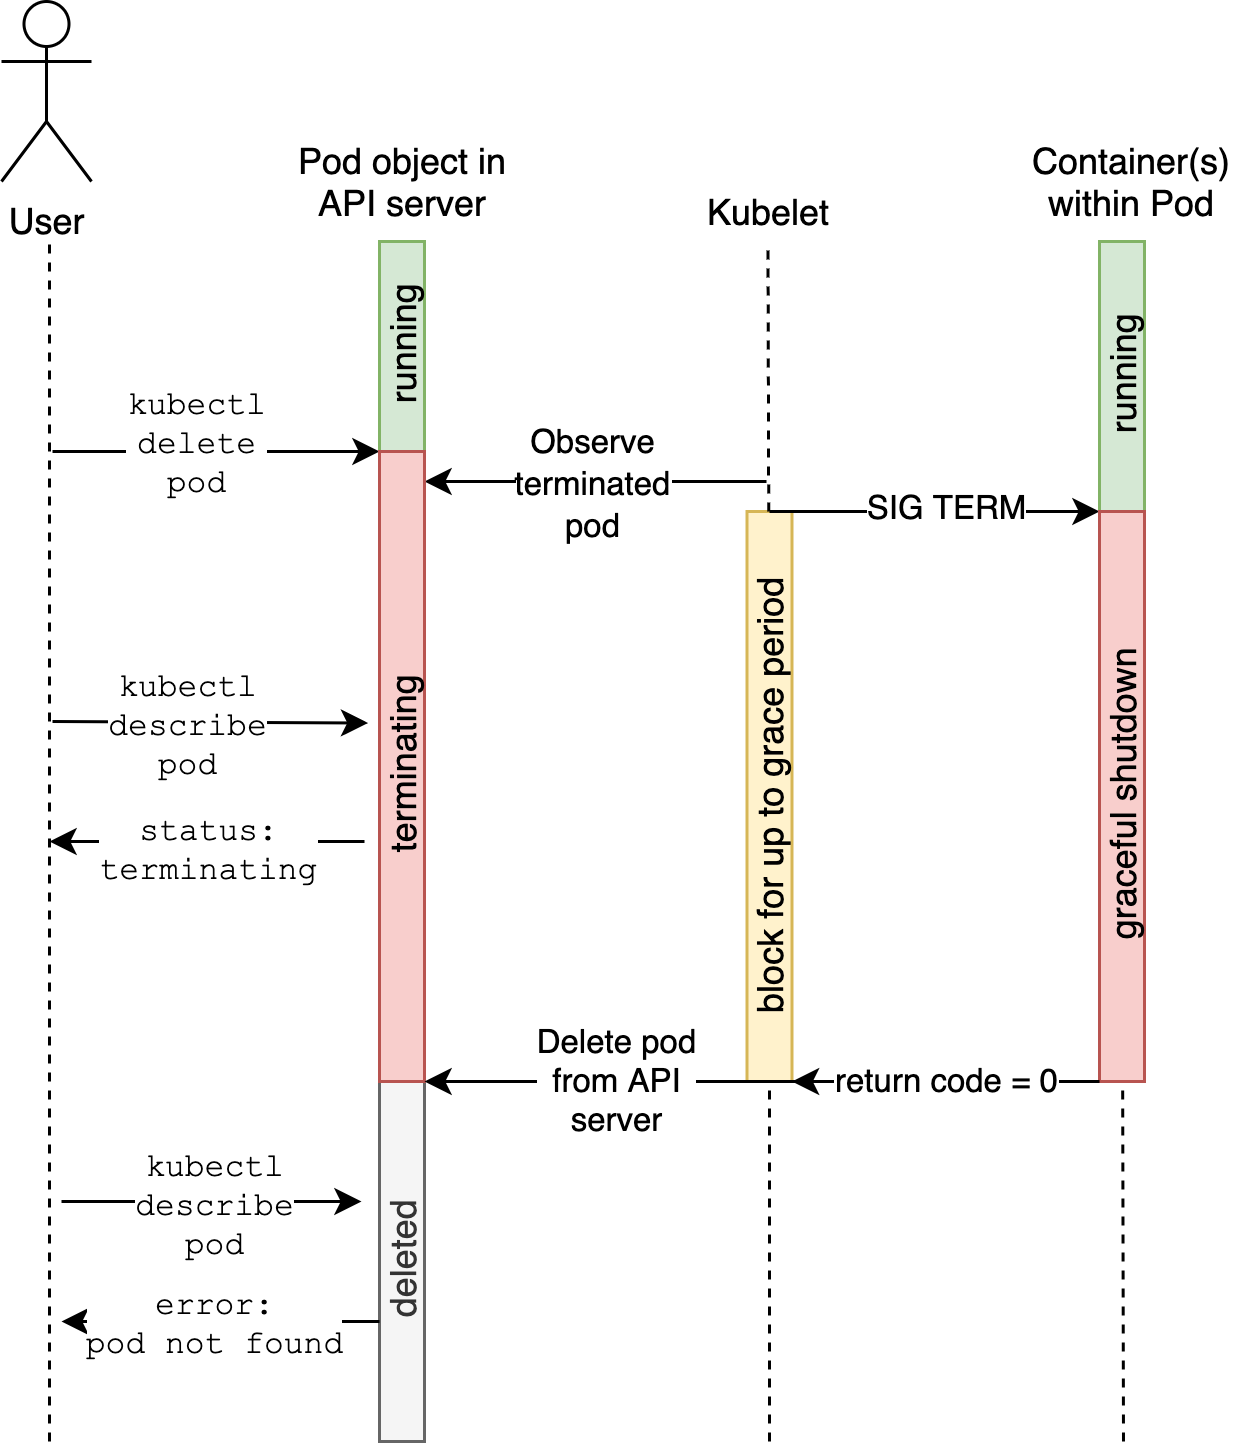 User
Pod object in
API server
Kubelet
Container(s)
within Pod
running
running
kubectl
delete
pod
Observe
terminated
pod
SIG TERM
terminating
block for up to grace period
graceful shutdown
kubectl
describe
pod
status:
terminating
Delete pod
from API
server
return code = 0
deleted
kubectl
describe
pod
error:
pod not found